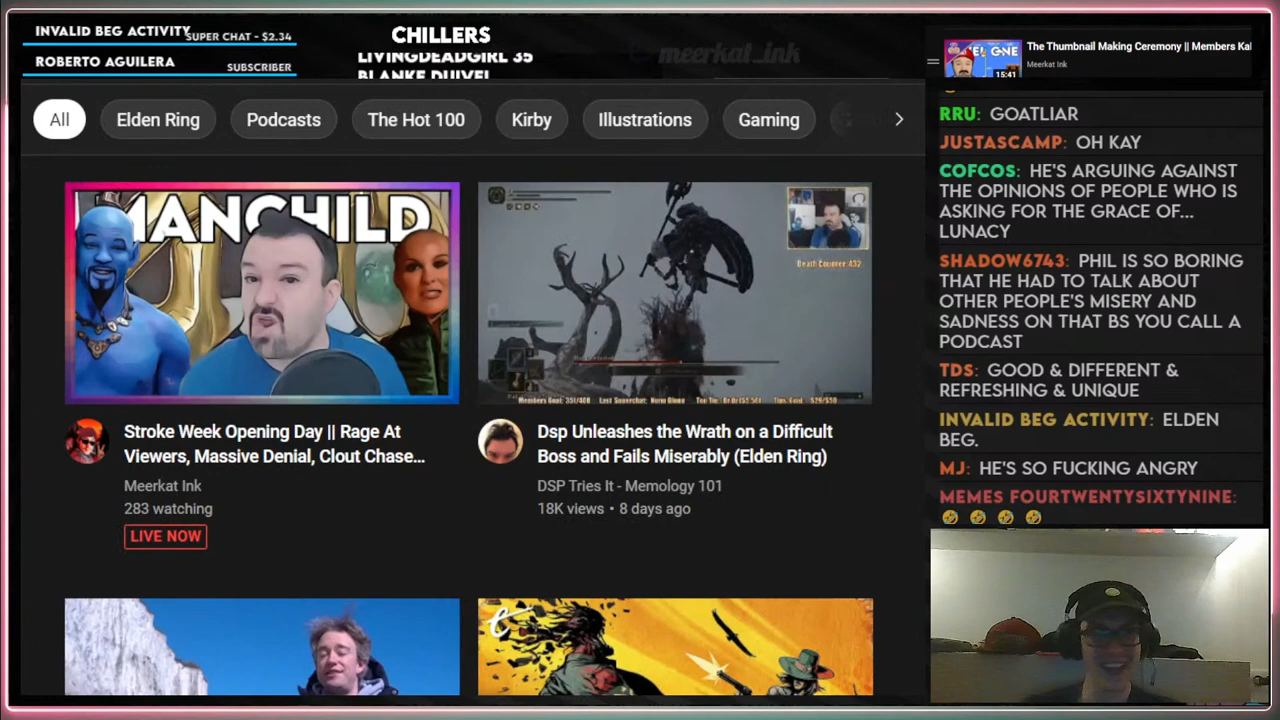 INVALID BEG ACTIVITY SUPER CHAT - $2.34
ROBERTO AGUILERA SUBSCRIBER
CHILLERS
LIVINGDEADGIRL 35
BLANKE DUIVEL
meerkat_ink
The Thumbnail Making Ceremony || Members Kal
Meerkat Ink
15:41
All Elden Ring Podcasts The Hot 100 Kirby Illustrations Gaming
MANCHILD
Death Counter: 432
Stroke Week Opening Day || Rage At
Viewers, Massive Denial, Clout Chase...
Meerkat Ink
283 watching
LIVE NOW
Dsp Unleashes the Wrath on a Difficult
Boss and Fails Miserably (Elden Ring)
DSP Tries It - Memology 101
18K views • 8 days ago
RRU: GOATLIAR
JUSTASCAMP: OH KAY
COFCOS: HE'S ARGUING AGAINST
THE OPINIONS OF PEOPLE WHO IS
ASKING FOR THE GRACE OF...
LUNACY
SHADOW6743: PHIL IS SO BORING
THAT HE HAD TO TALK ABOUT
OTHER PEOPLE'S MISERY AND
SADNESS ON THAT BS YOU CALL A
PODCAST
TDS: GOOD & DIFFERENT &
REFRESHING & UNIQUE
INVALID BEG ACTIVITY: ELDEN
BEG.
MJ: HE'S SO FUCKING ANGRY
MEMES FOURTWENTYSIXTYNINE: